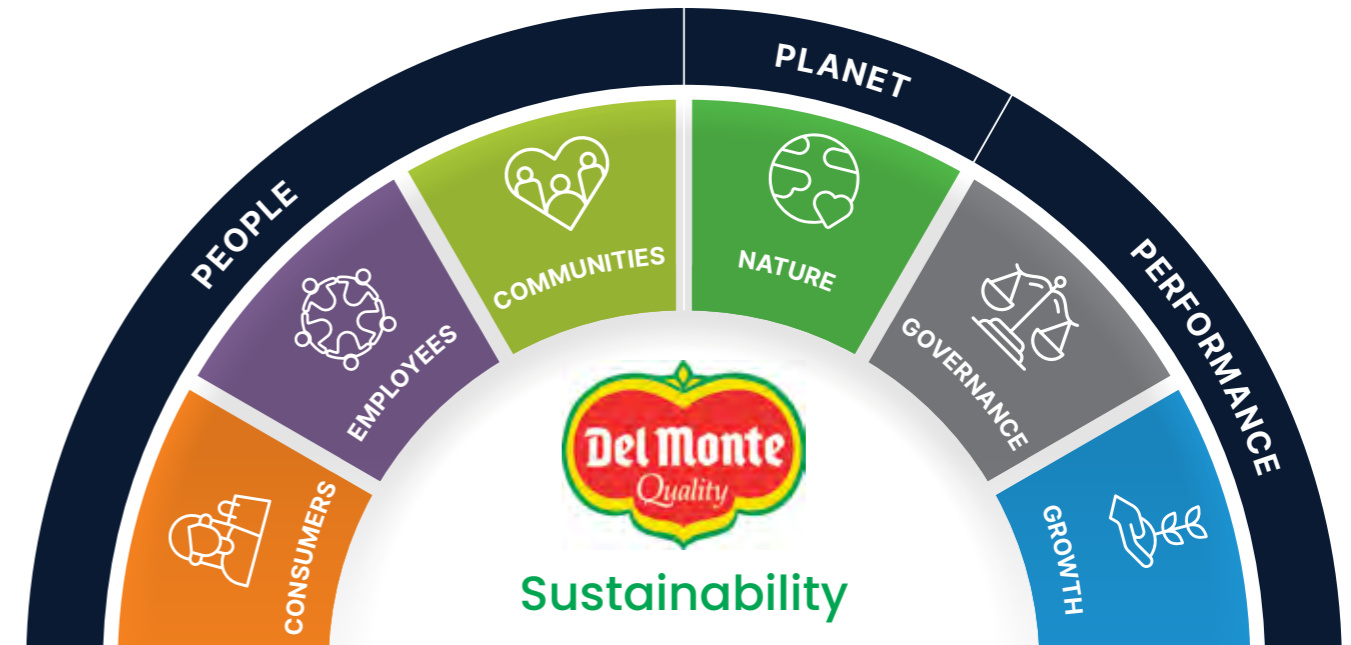 PEOPLE
PLANET
PERFORMANCE
CONSUMERS
EMPLOYEES
COMMUNITIES
NATURE
GOVERNANCE
GROWTH
Del Monte
Quality
Sustainability